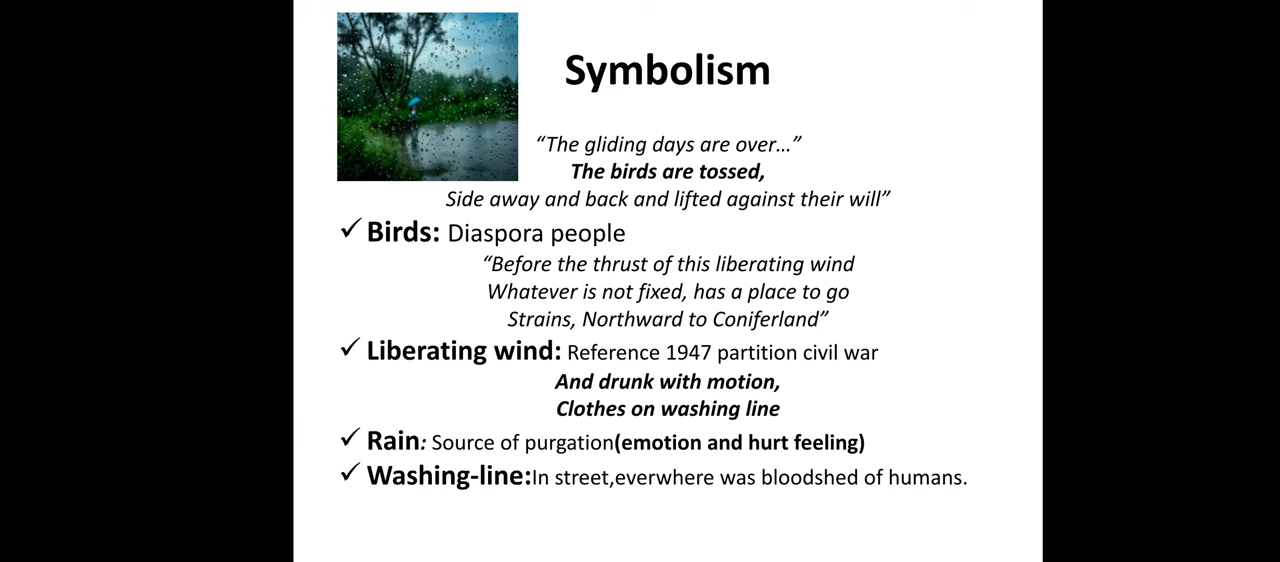 Symbolism
“The gliding days are over...”
The birds are tossed,
Side away and back and lifted against their will”
✓ Birds: Diaspora people
“Before the thrust of this liberating wind
Whatever is not fixed, has a place to go
Strains, Northward to Coniferland”
✓ Liberating wind: Reference 1947 partition civil war
And drunk with motion,
Clothes on washing line
✓ Rain: Source of purgation(emotion and hurt feeling)
✓ Washing-line:In street,everwhere was bloodshed of humans.